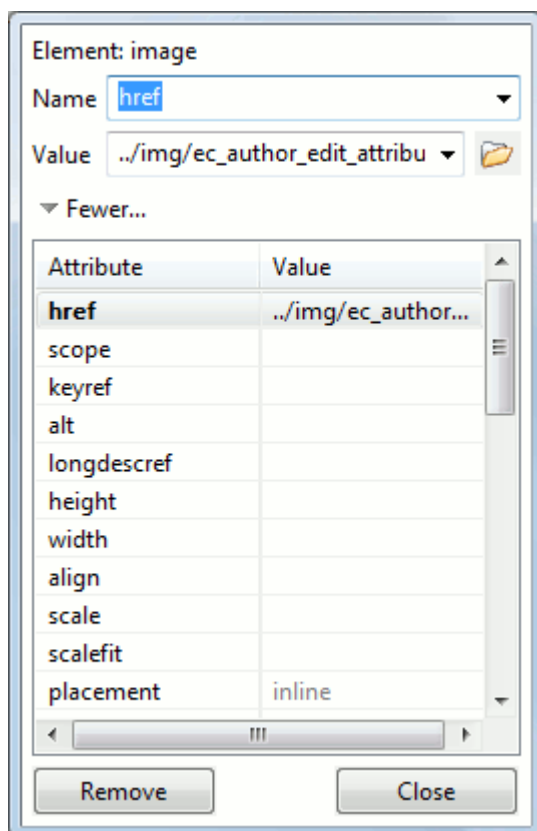 Element: image
Name href
Value ../img/ec_author_edit_attribu
Fewer...
Attribute Value
href ../img/ec_author...
scope
keyref
alt
longdescref
height
width
align
scale
scalefit
placement inline
Remove Close